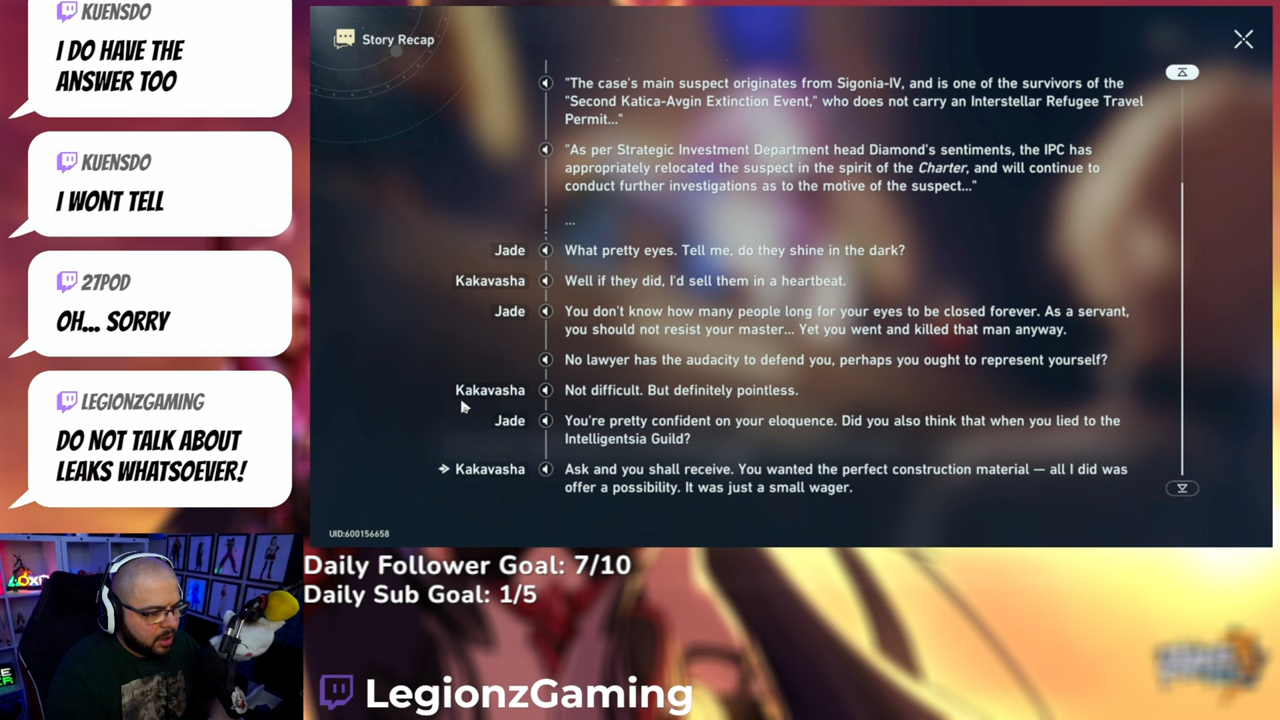 KUENSDO
I DO HAVE THE
ANSWER TOO
KUENSDO
I WONT TELL
27POD
OH... SORRY
LEGIONZGAMING
DO NOT TALK ABOUT
LEAKS WHATSOEVER!
Story Recap
"The case's main suspect originates from Sigonia-IV, and is one of the survivors of the
"Second Katica-Avgin Extinction Event," who does not carry an Interstellar Refugee Travel
Permit..."
"As per Strategic Investment Department head Diamond's sentiments, the IPC has
appropriately relocated the suspect in the spirit of the Charter, and will continue to
conduct further investigations as to the motive of the suspect..."
...
Jade What pretty eyes. Tell me, do they shine in the dark?
Kakavasha Well if they did, I'd sell them in a heartbeat.
Jade You don't know how many people long for your eyes to be closed forever. As a servant,
you should not resist your master... Yet you went and killed that man anyway.
No lawyer has the audacity to defend you, perhaps you ought to represent yourself?
Kakavasha Not difficult. But definitely pointless.
Jade You're pretty confident on your eloquence. Did you also think that when you lied to the
Intelligentsia Guild?
Kakavasha Ask and you shall receive. You wanted the perfect construction material — all I did was
offer a possibility. It was just a small wager.
UID:600156658
Daily Follower Goal: 7/10
Daily Sub Goal: 1/5
LegionzGaming